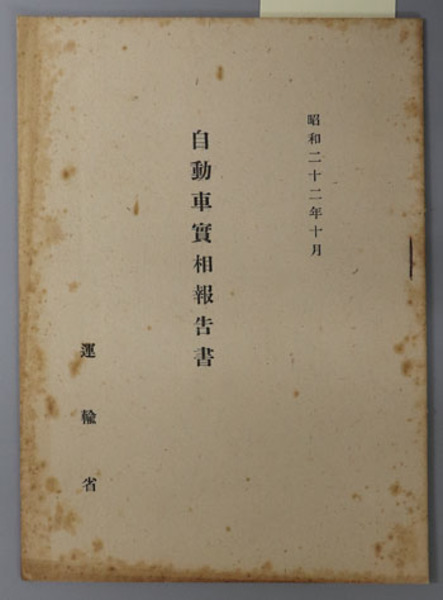 昭和二十二年十月
自動車實相報告書
運輸省